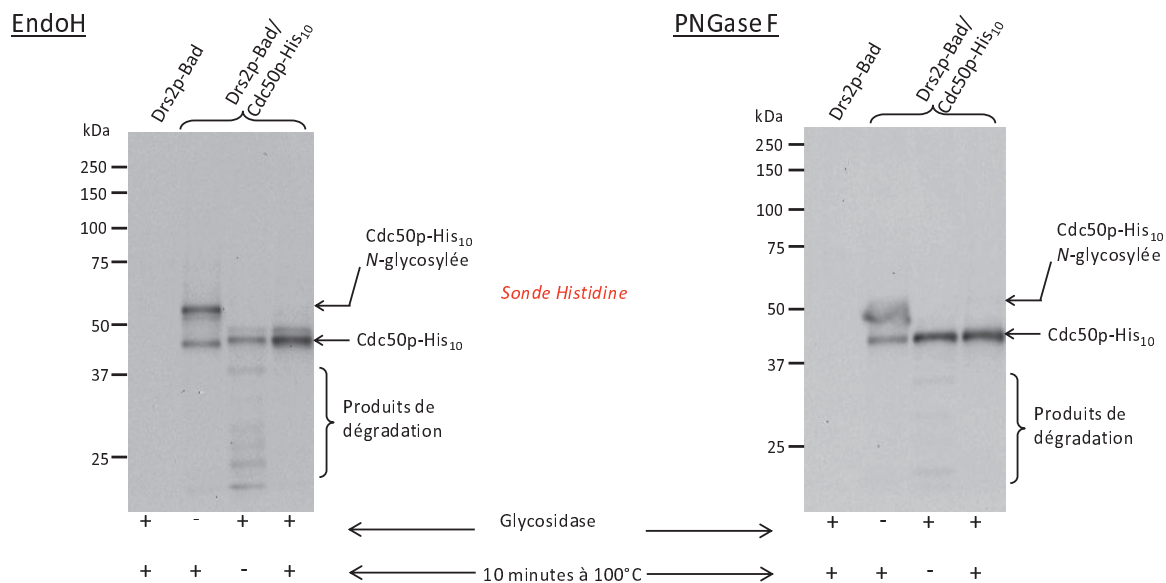 EndoH
PNGase F
Drs2p-Bad
Drs2p-Bad/
Cdc50p-His10
Drs2p-Bad
Drs2p-Bad/
Cdc50p-His10
kDa
250
150
100
75
50
37
25
Cdc50p-His10
N-glycosylée
Cdc50p-His10
Produits de
dégradation
Sonde Histidine
kDa
250
150
100
75
50
37
25
Cdc50p-His10
N-glycosylée
Cdc50p-His10
Produits de
dégradation
+ - + + Glycosidase + - + +
+ + - + 10 minutes à 100°C + + - +